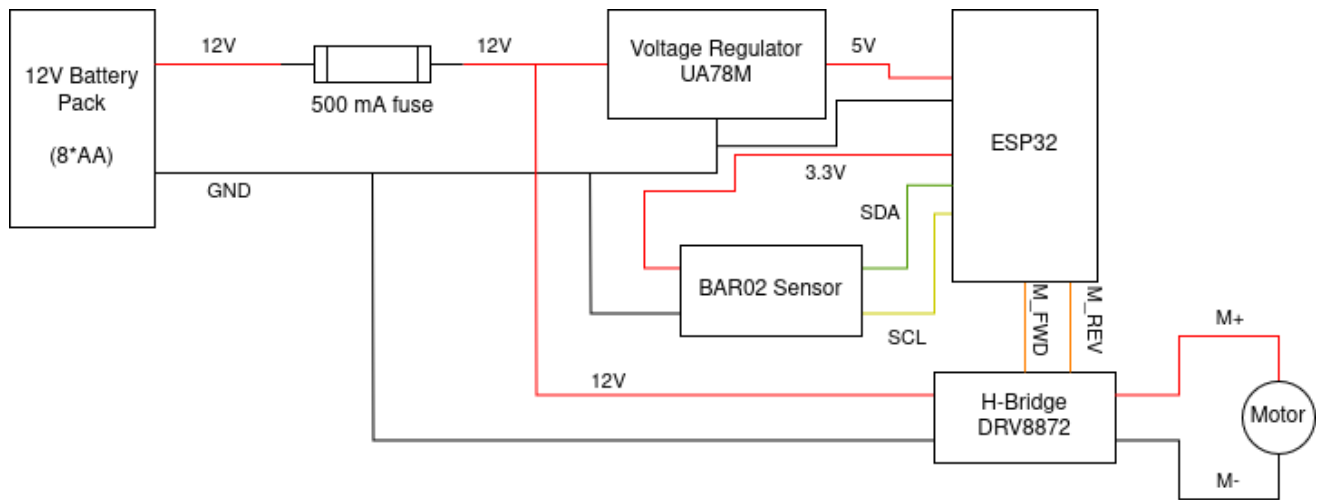 12V Battery
Pack
(8*AA)
12V
500 mA fuse
12V
Voltage Regulator
UA78M
5V
ESP32
GND
3.3V
SDA
BAR02 Sensor
SCL
M_FWD
M_REV
12V
H-Bridge
DRV8872
M+
Motor
M-